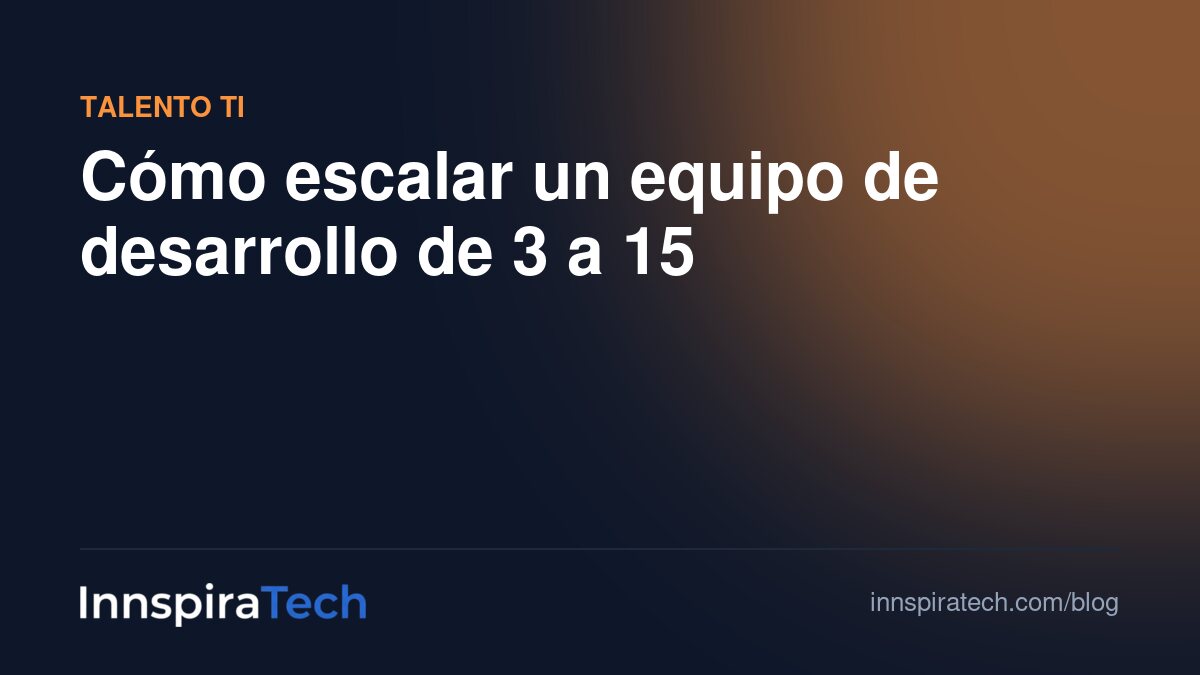 TALENTO TI
Cómo escalar un equipo de
desarrollo de 3 a 15
InnspiraTech
innspiratech.com/blog